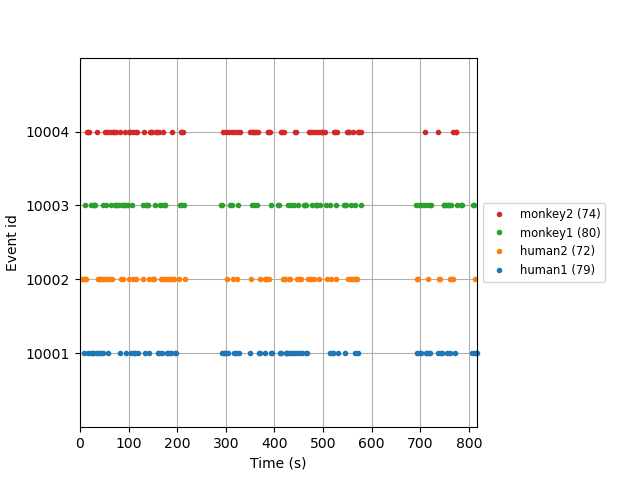 10004
10003
10002
10001
Event id
0 100 200 300 400 500 600 700 800
Time (s)
monkey2 (74)
monkey1 (80)
human2 (72)
human1 (79)